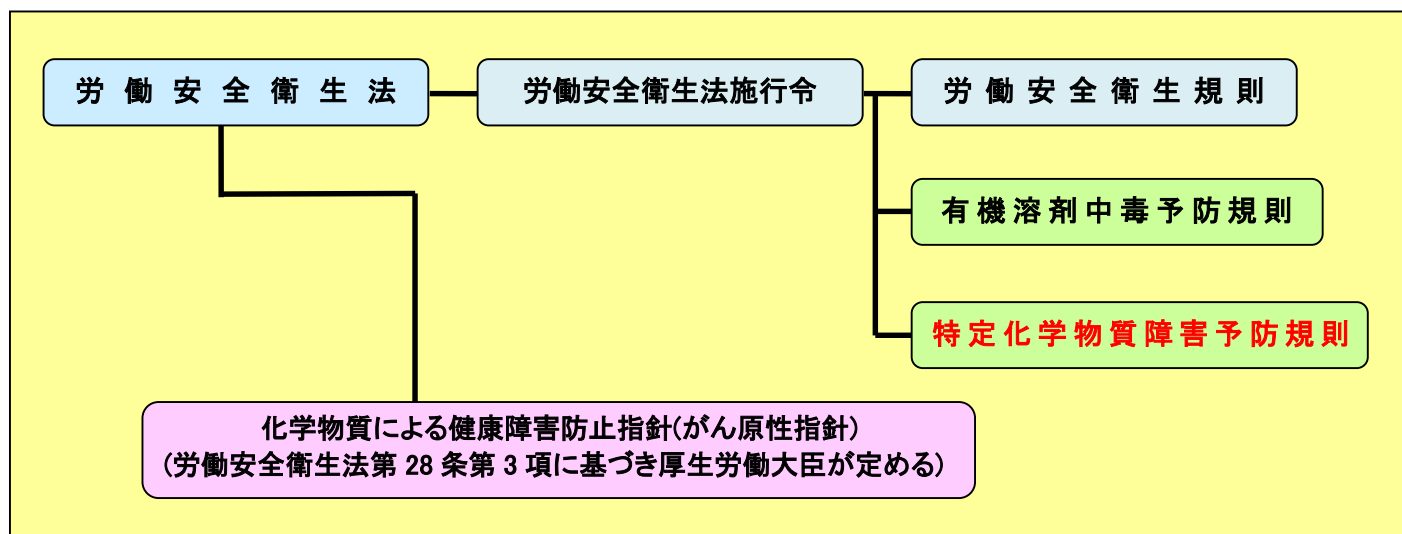 労働安全衛生法
労働安全衛生法施行令
労働安全衛生規則
有機溶剤中毒予防規則
特定化学物質障害予防規則
化学物質による健康障害防止指針(がん原性指針)
(労働安全衛生法第 28 条第 3 項に基づき厚生労働大臣が定める)